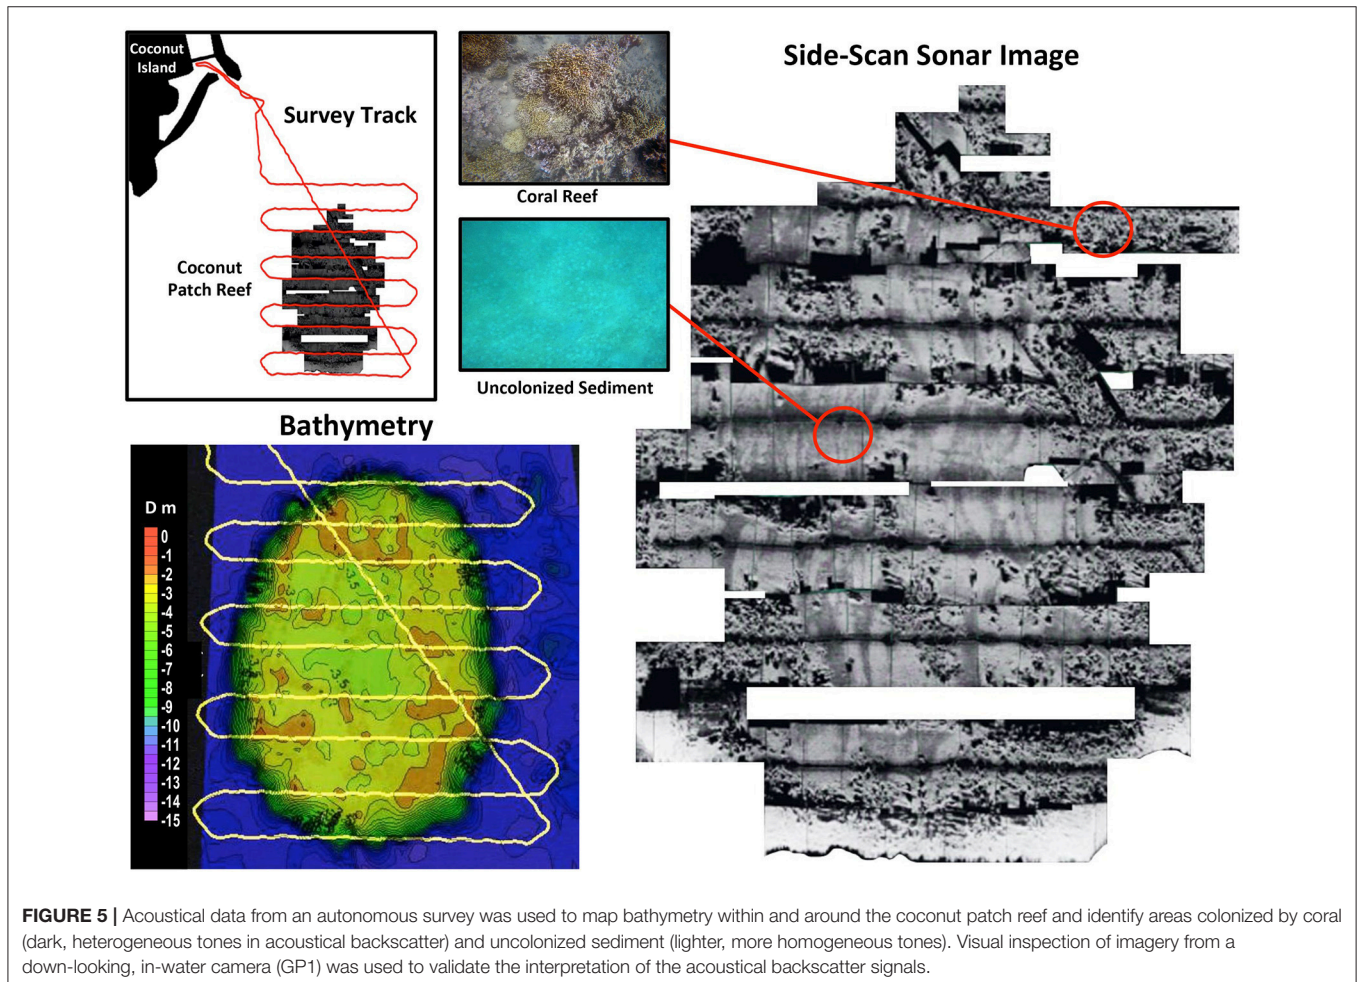 Coconut
Island
Survey Track
Coconut
Patch Reef
Coral Reef
Uncolonized Sediment
Side-Scan Sonar Image
Bathymetry
D m
0
-1
-2
-3
-4
-5
-6
-7
-8
-9
-10
-11
-12
-13
-14
-15
3.5
3.5
FIGURE 5 | Acoustical data from an autonomous survey was used to map bathymetry within and around the coconut patch reef and identify areas colonized by coral
(dark, heterogeneous tones in acoustical backscatter) and uncolonized sediment (lighter, more homogeneous tones). Visual inspection of imagery from a
down-looking, in-water camera (GP1) was used to validate the interpretation of the acoustical backscatter signals.